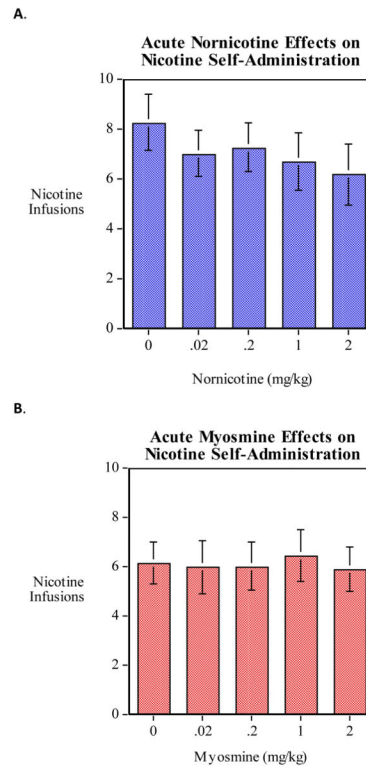 A.
Acute Nornicotine Effects on
Nicotine Self-Administration
10
8
6
4
2
0
Nicotine
Infusions
0 .02 .2 1 2
Nornicotine (mg/kg)
B.
Acute Myosmine Effects on
Nicotine Self-Administration
10
8
6
4
2
0
Nicotine
Infusions
0 .02 .2 1 2
Myosmine (mg/kg)